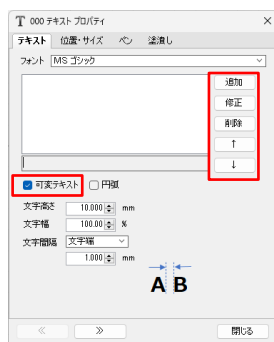 T 000 テキスト プロパティ
テキスト 位置・サイズ ペン 塗潰し
フォント MS ゴシック
追加
修正
削除
↑
↓
可変テキスト 円弧
文字高さ 10.000 mm
文字幅 100.00 %
文字間隔 文字端
1.000 mm
A B
≪ ≫ 閉じる